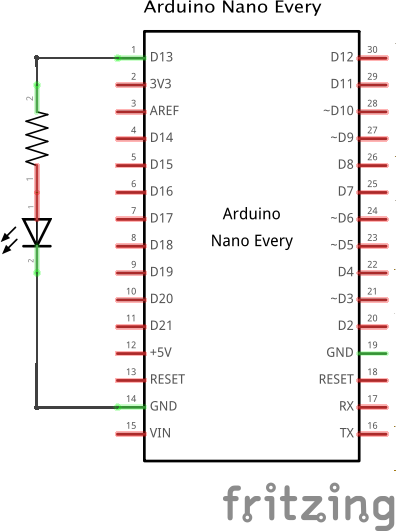 Arduino Nano Every
1 D13 D12 30
2 3V3 D11 29
3 AREF ~D10 28
4 D14 ~D9 27
5 D15 D8 26
6 D16 D7 25
7 D17 ~D6 24
8 D18 ~D5 23
9 D19 D4 22
10 D20 ~D3 21
11 D21 D2 20
12 +5V GND 19
13 RESET RESET 18
14 GND RX 17
15 VIN TX 16
Arduino
Nano Every
2
1
1
2
fritzing